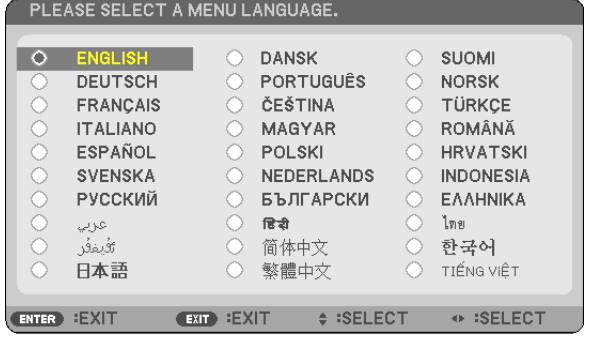 PLEASE SELECT A MENU LANGUAGE.
ENGLISH DANSK SUOMI
DEUTSCH PORTUGUÊS NORSK
FRANÇAIS ČEŠTINA TÜRKÇE
ITALIANO MAGYAR ROMÂNĂ
ESPAÑOL POLSKI HRVATSKI
SVENSKA NEDERLANDS INDONESIA
РУССКИЙ БЪЛГАРСКИ ΕΛΛΗΝΙΚΑ
عربي हिन्दी ไทย
简体中文 한국어
日本語 繁體中文 TIẾNG VIỆT
ENTER :EXIT EXIT :EXIT :SELECT :SELECT